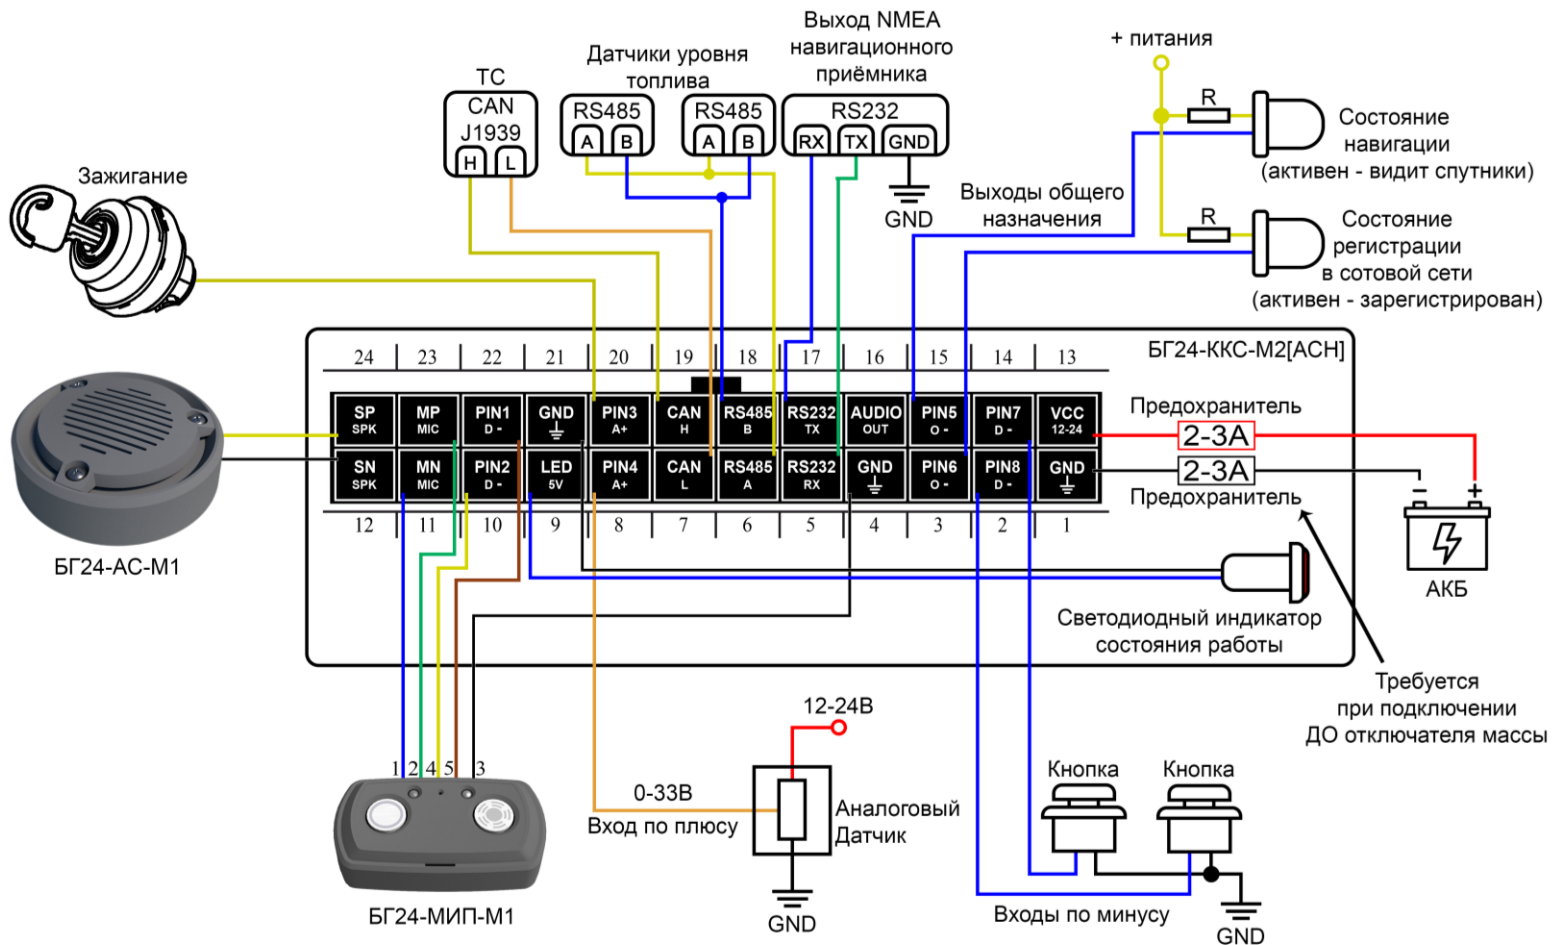 Выход NMEA
навигационного
приёмника
+ питания
Датчики уровня
топлива
ТС
CAN
J1939
H L
RS485
A B
RS485
A B
RS232
RX TX GND
GND
R
Состояние
навигации
(активен - видит спутники)
Выходы общего
назначения
R
Состояние
регистрации
в сотовой сети
(активен - зарегистрирован)
Зажигание
БГ24-ККС-М2[АСН]
24 23 22 21 20 19 18 17 16 15 14 13
SP
SPK
MP
MIC
PIN1
D -
GND
PIN3
A+
CAN
H
RS485
B
RS232
TX
AUDIO
OUT
PIN5
O -
PIN7
D -
VCC
12-24
SN
SPK
MN
MIC
PIN2
D -
LED
5V
PIN4
A+
CAN
L
RS485
A
RS232
RX
GND
PIN6
O -
PIN8
D -
GND
12 11 10 9 8 7 6 5 4 3 2 1
Предохранитель
2-3А
2-3А
Предохранитель
− +
АКБ
БГ24-АС-М1
Светодиодный индикатор
состояния работы
Требуется
при подключении
ДО отключателя массы
1 2 4 5 3
БГ24-МИП-М1
12-24В
0-33В
Вход по плюсу
Аналоговый
Датчик
GND
Кнопка
Кнопка
Входы по минусу
GND